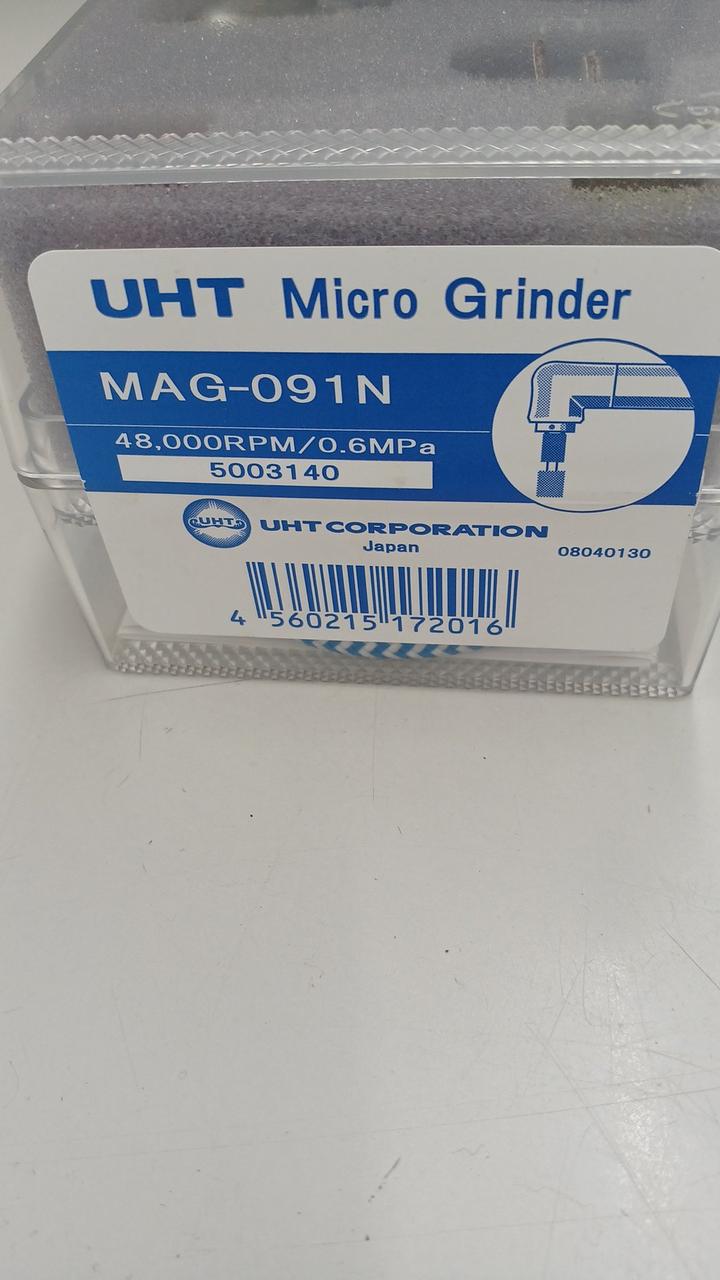 UHT Micro Grinder
MAG-091N
48,000RPM/0.6MPa
5003140
UHT
UHT CORPORATION
Japan
08040130
4 560215 172016